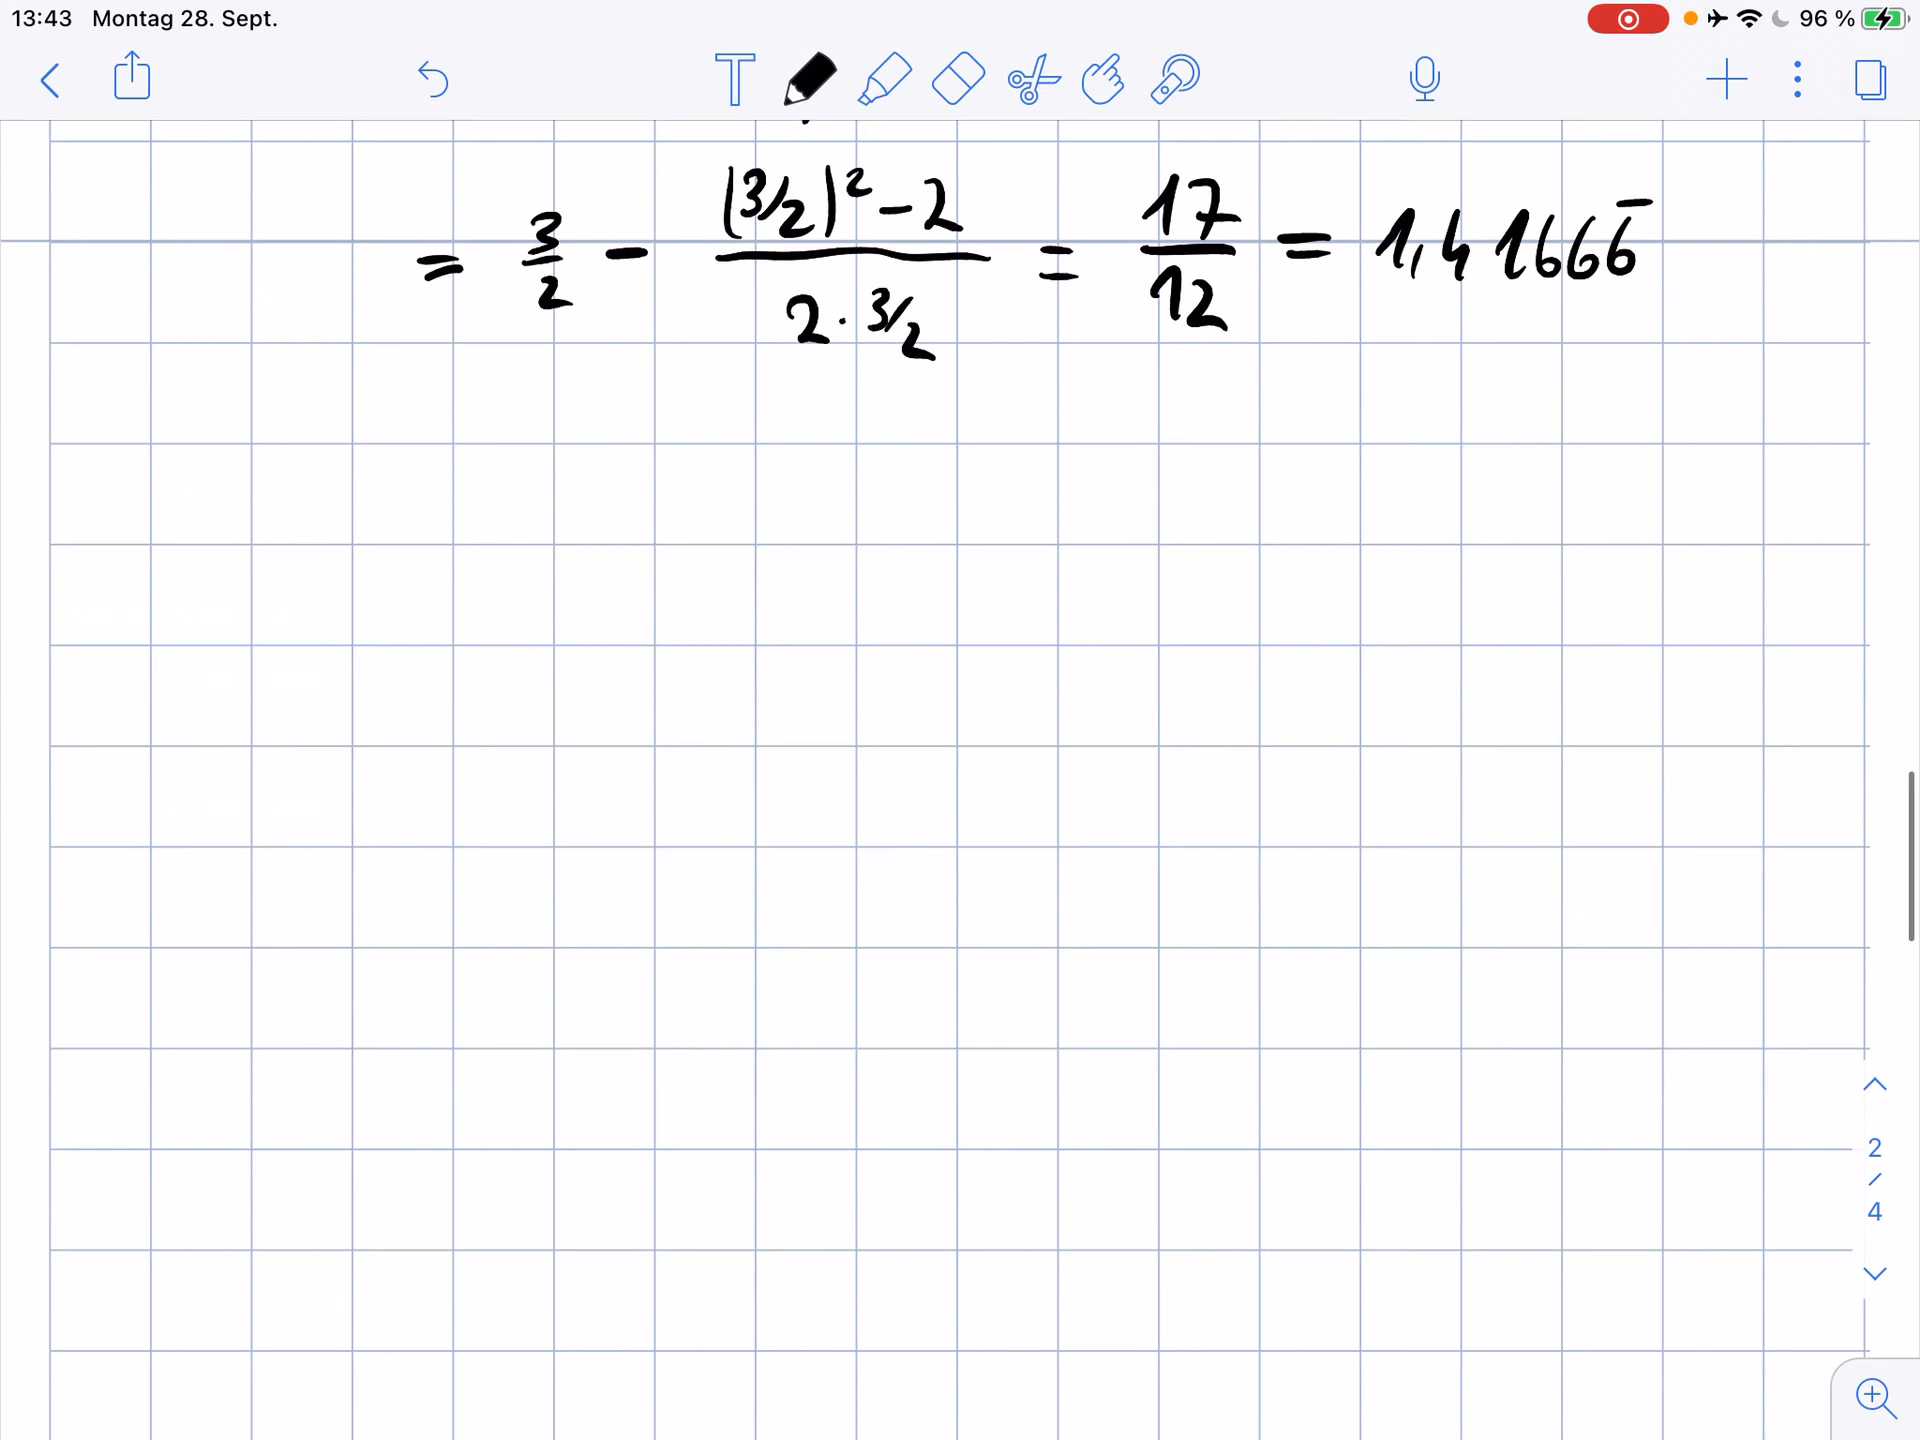 13:43 Montag 28. Sept. 96 %
T
= 3/2 - ((3/2)² - 2)/(2 · 3/2) = 17/12 = 1,41666̅
2
/
4